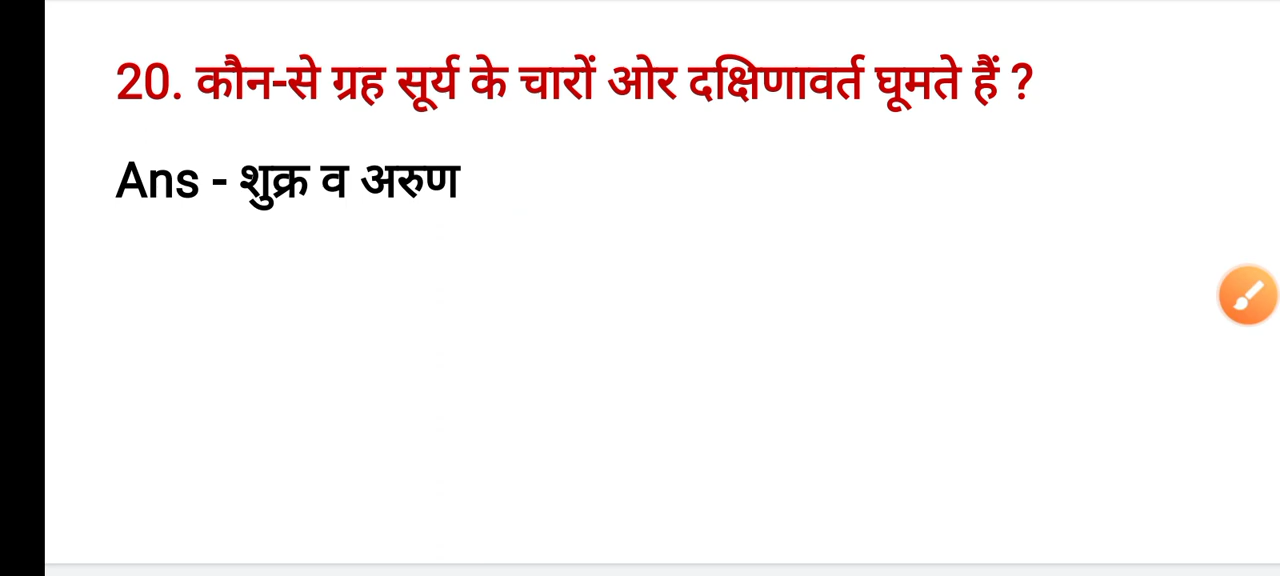 20. कौन-से ग्रह सूर्य के चारों ओर दक्षिणावर्त घूमते हैं ?
Ans - शुक्र व अरुण